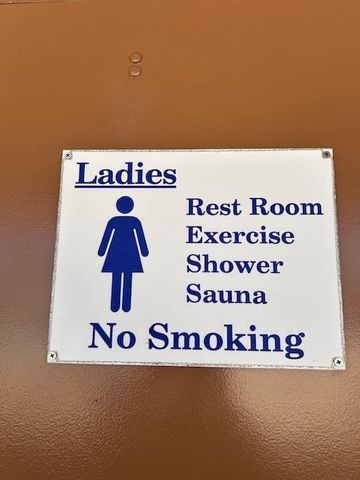 Ladies
Rest Room
Exercise
Shower
Sauna
No Smoking